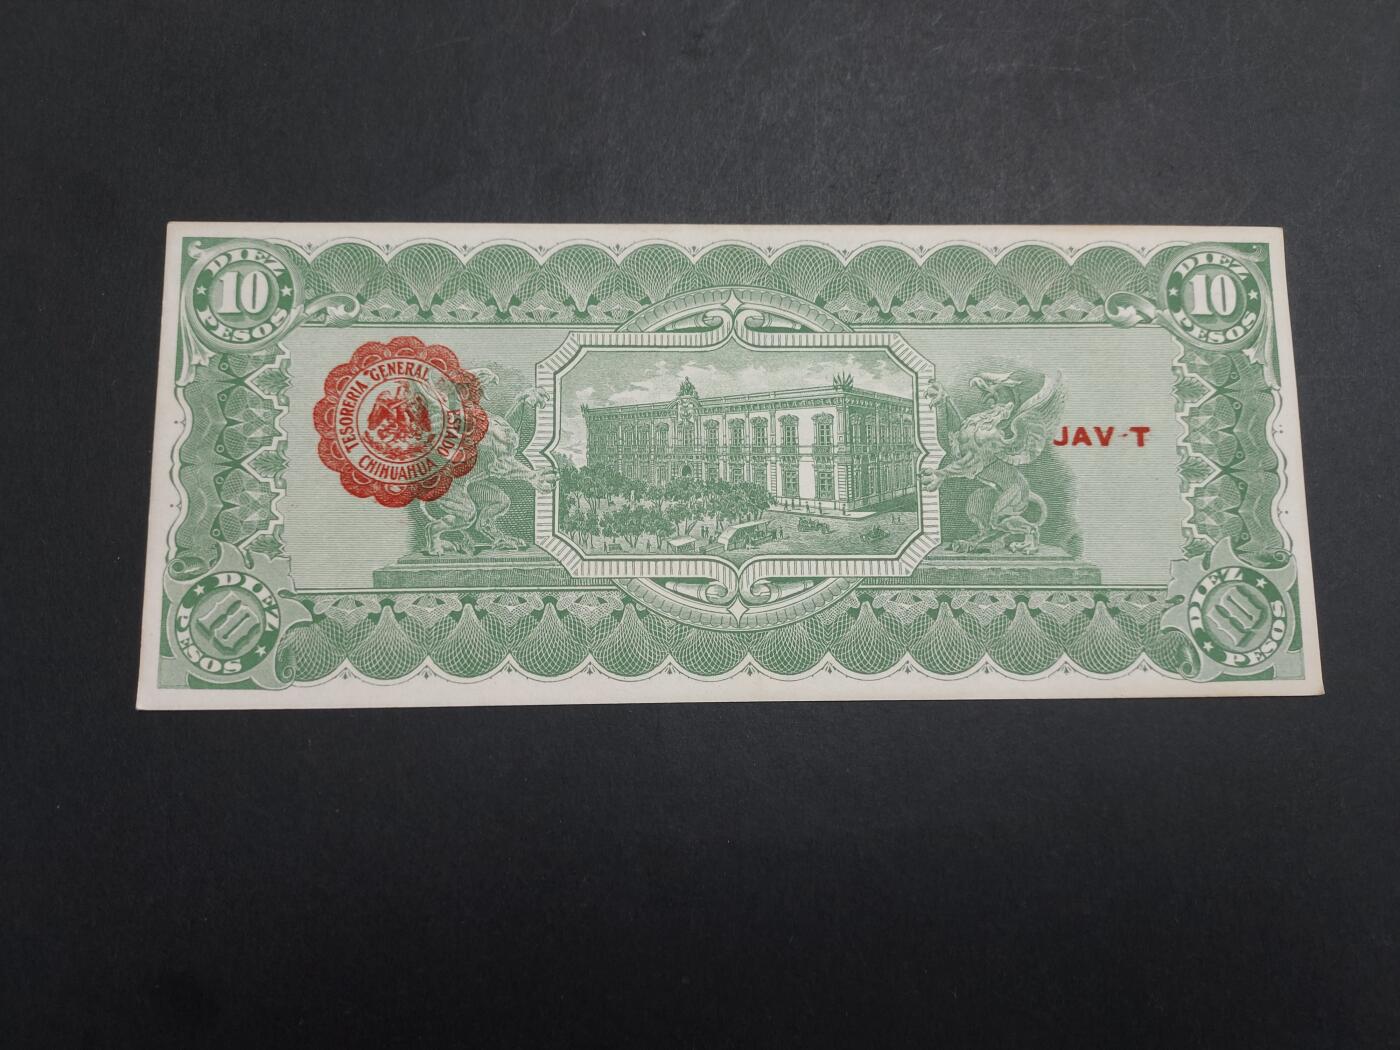 DIEZ
10
PESOS
DIEZ
10
PESOS
TESORERIA GENERAL
ESTADO
CHIHUAHUA
JAV-T
DIEZ
10
PESOS
DIEZ
10
PESOS